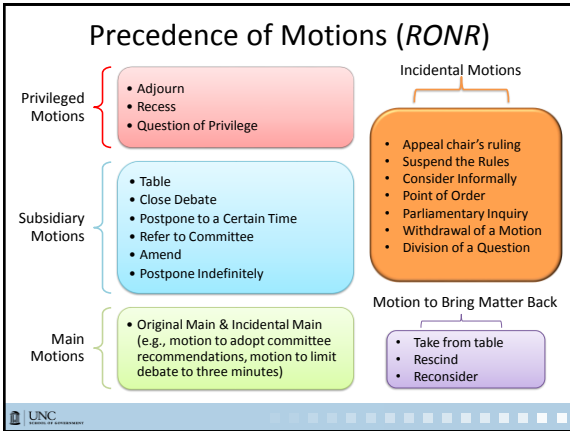 Precedence of Motions (RONR)
Privileged
Motions
• Adjourn
• Recess
• Question of Privilege
Subsidiary
Motions
• Table
• Close Debate
• Postpone to a Certain Time
• Refer to Committee
• Amend
• Postpone Indefinitely
Main
Motions
• Original Main & Incidental Main
(e.g., motion to adopt committee
recommendations, motion to limit
debate to three minutes)
Incidental Motions
• Appeal chair's ruling
• Suspend the Rules
• Consider Informally
• Point of Order
• Parliamentary Inquiry
• Withdrawal of a Motion
• Division of a Question
Motion to Bring Matter Back
• Take from table
• Rescind
• Reconsider
UNC
SCHOOL OF GOVERNMENT